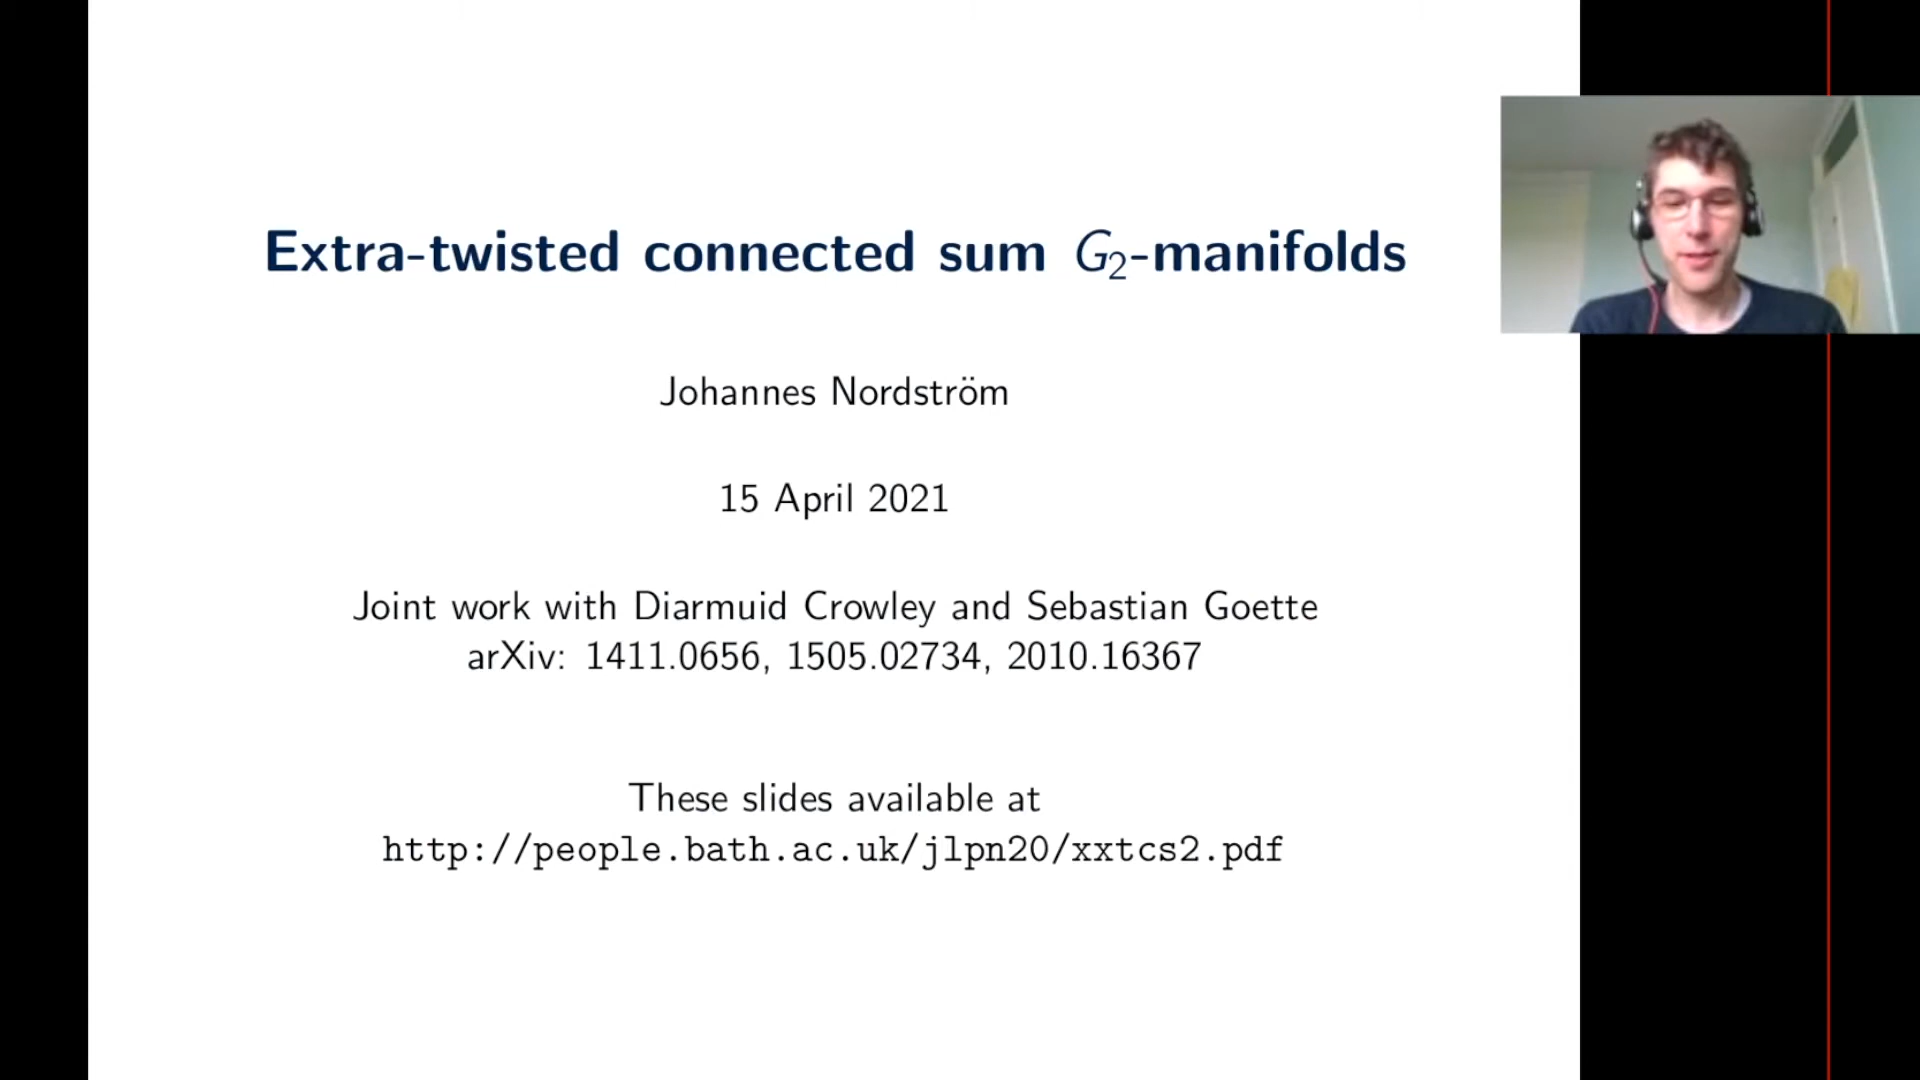 Extra-twisted connected sum G₂-manifolds
Johannes Nordström
15 April 2021
Joint work with Diarmuid Crowley and Sebastian Goette
arXiv: 1411.0656, 1505.02734, 2010.16367
These slides available at
http://people.bath.ac.uk/jlpn20/xxtcs2.pdf